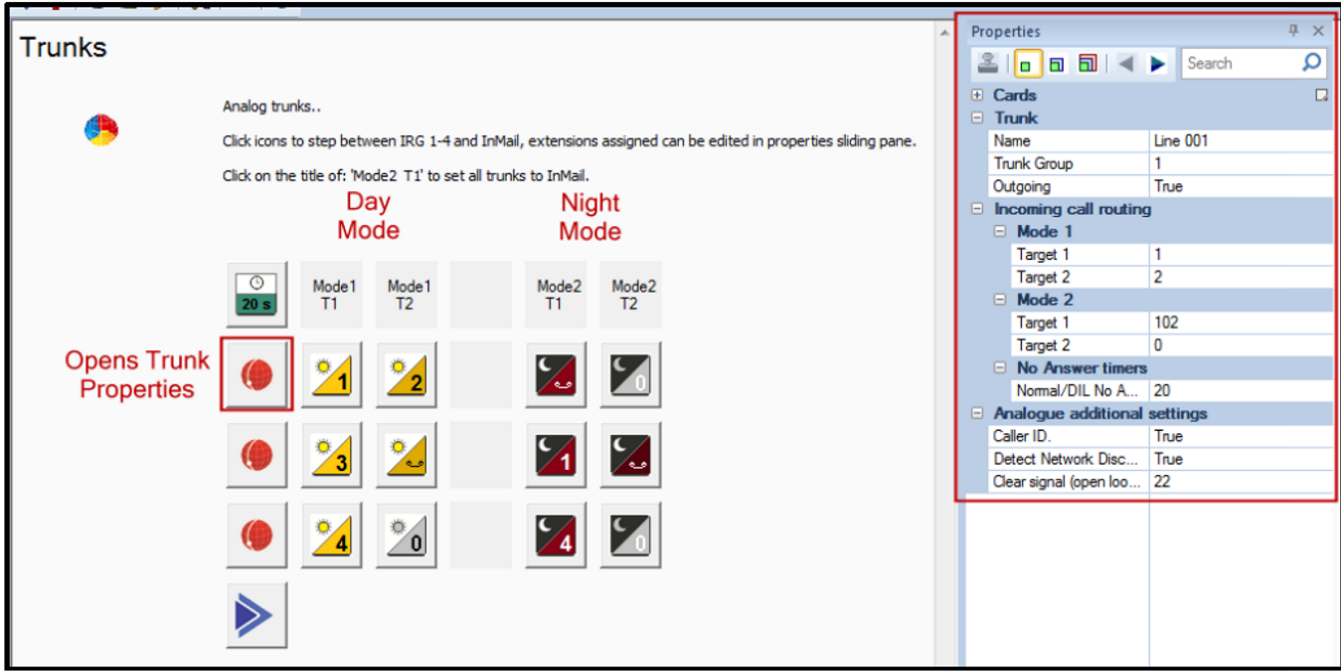 Trunks
Analog trunks..
Click icons to step between IRG 1-4 and InMail, extensions assigned can be edited in properties sliding pane.
Click on the title of: 'Mode2 T1' to set all trunks to InMail.
Day
Mode
Night
Mode
20 s
Mode1
T1
Mode1
T2
Mode2
T1
Mode2
T2
Opens Trunk
Properties
1
2
0
3
1
4
0
4
0
Properties
Search
Cards
Trunk
Name Line 001
Trunk Group 1
Outgoing True
Incoming call routing
Mode 1
Target 1 1
Target 2 2
Mode 2
Target 1 102
Target 2 0
No Answer timers
Normal/DIL No A... 20
Analogue additional settings
Caller ID. True
Detect Network Disc... True
Clear signal (open loo... 22